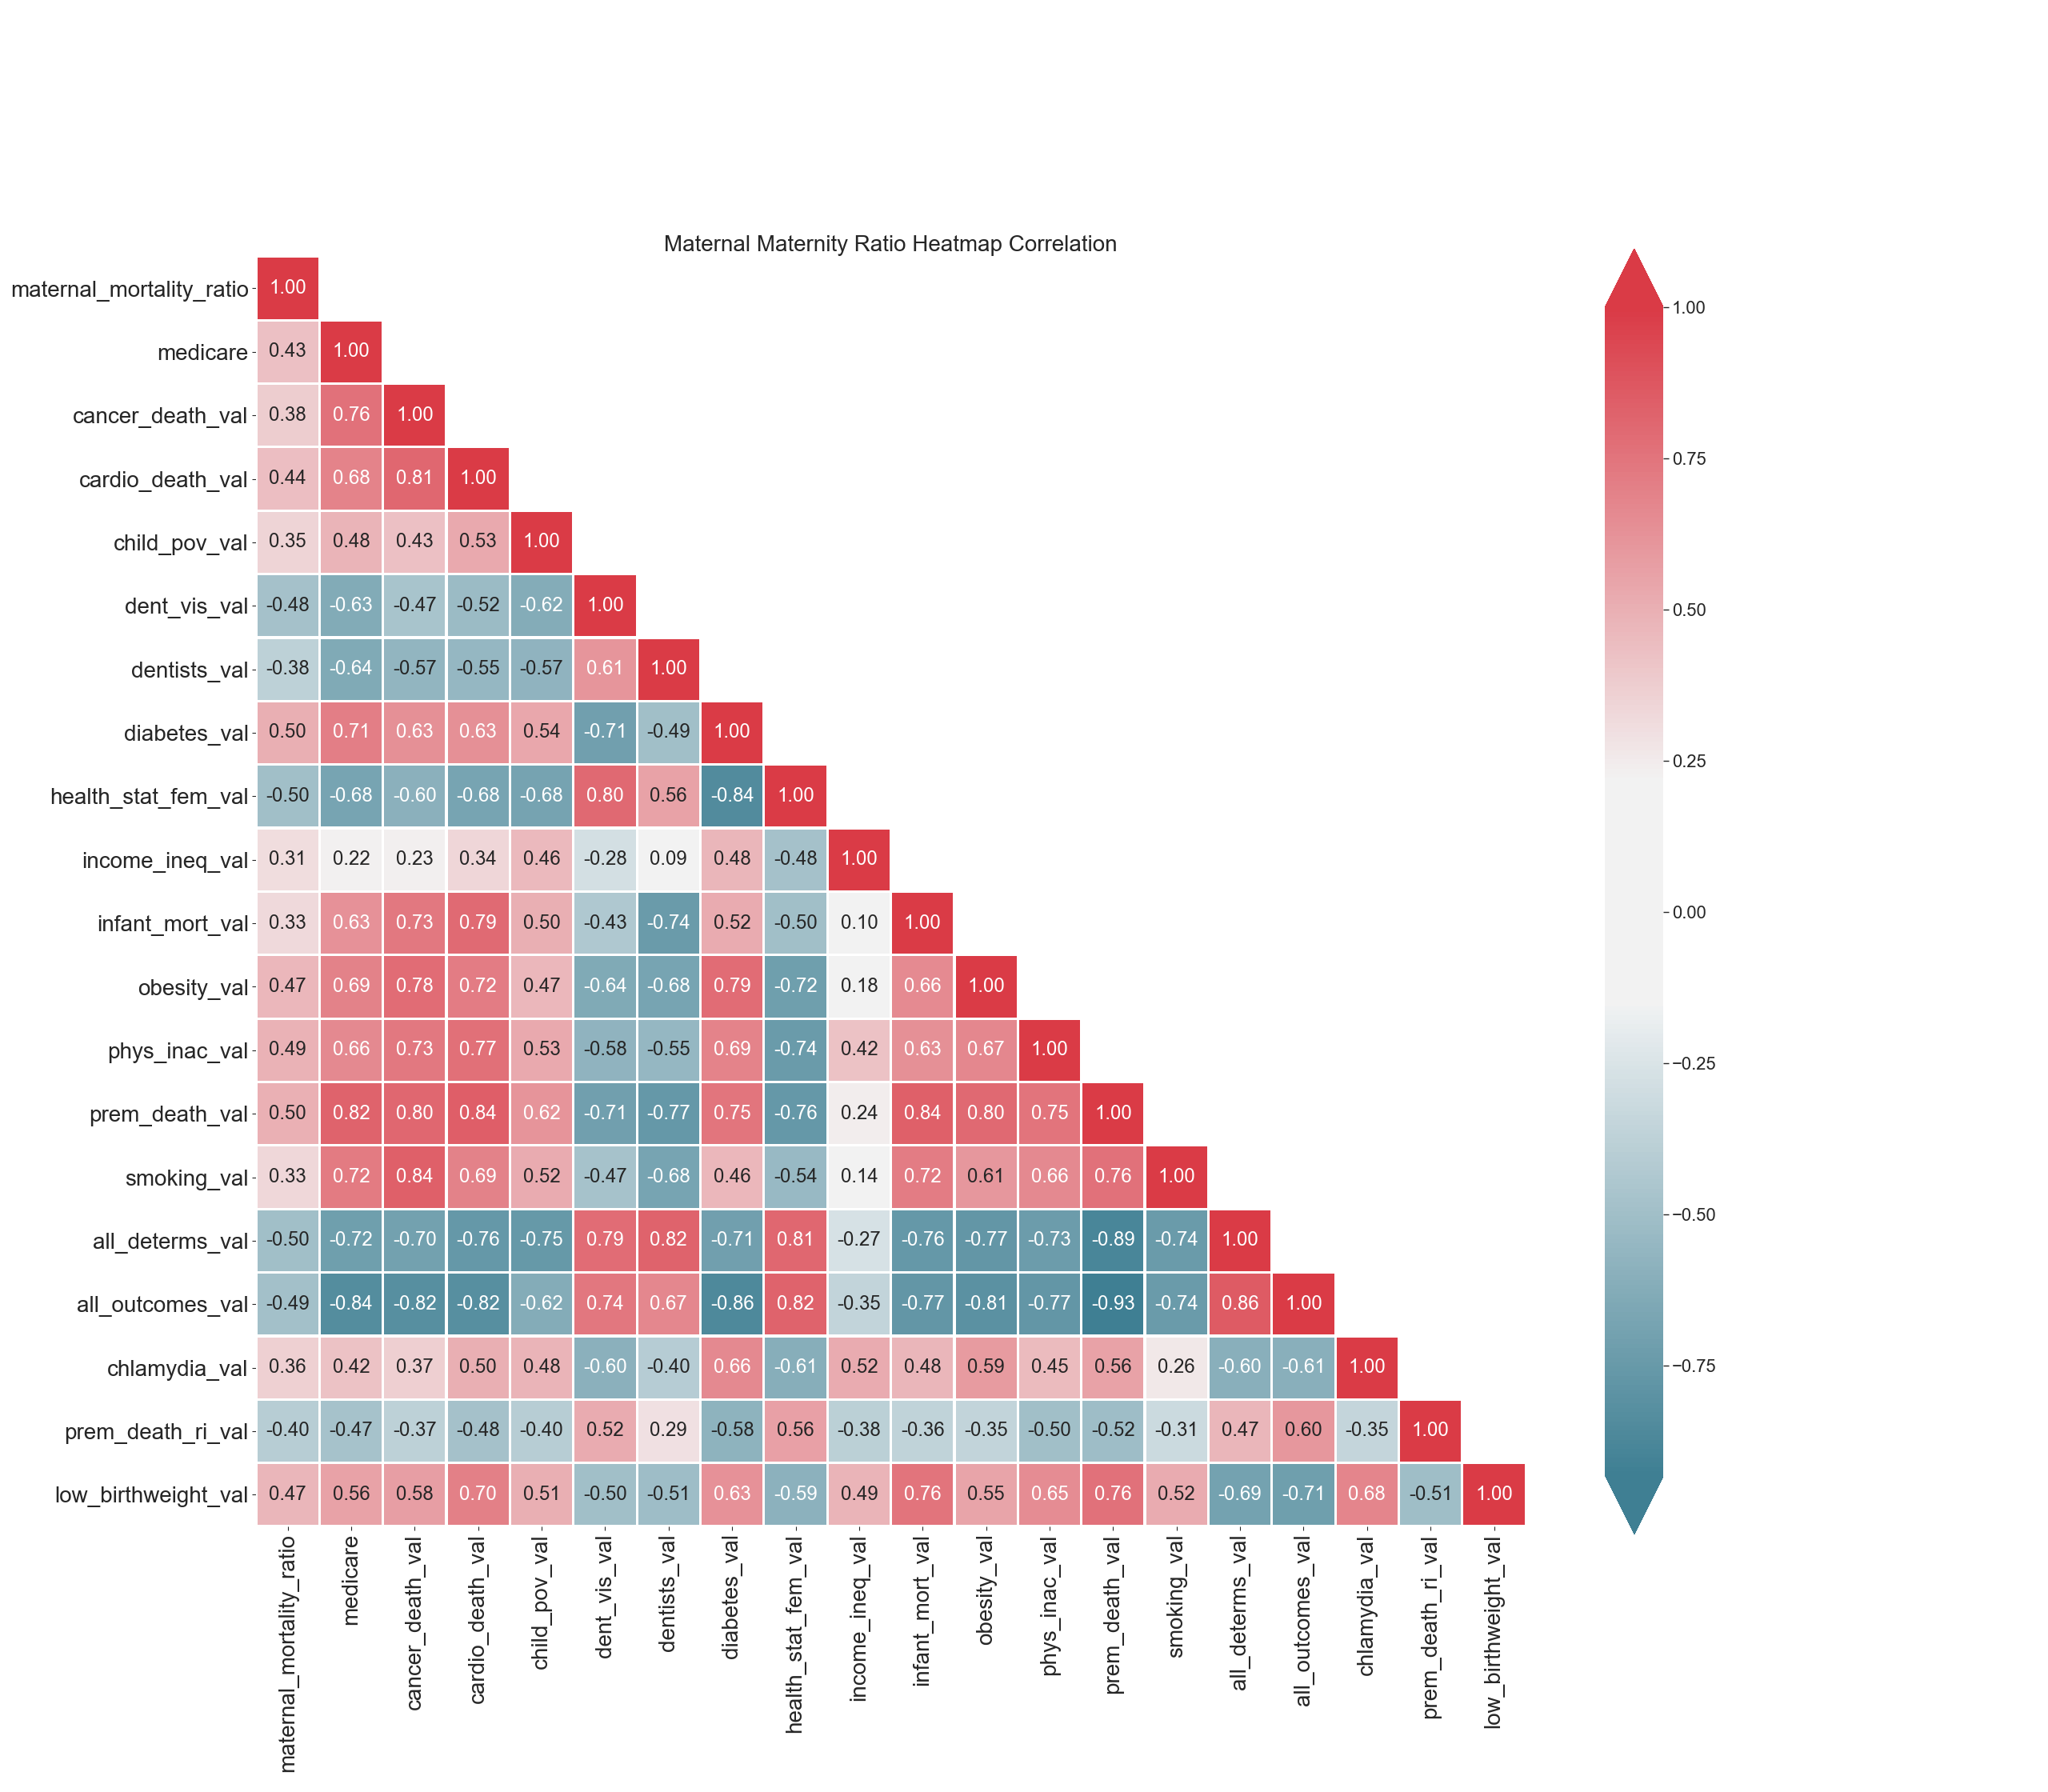 Maternal Maternity Ratio Heatmap Correlation
maternal_mortality_ratio 1.00
medicare 0.43 1.00
cancer_death_val 0.38 0.76 1.00
cardio_death_val 0.44 0.68 0.81 1.00
child_pov_val 0.35 0.48 0.43 0.53 1.00
dent_vis_val -0.48 -0.63 -0.47 -0.52 -0.62 1.00
dentists_val -0.38 -0.64 -0.57 -0.55 -0.57 0.61 1.00
diabetes_val 0.50 0.71 0.63 0.63 0.54 -0.71 -0.49 1.00
health_stat_fem_val -0.50 -0.68 -0.60 -0.68 -0.68 0.80 0.56 -0.84 1.00
income_ineq_val 0.31 0.22 0.23 0.34 0.46 -0.28 0.09 0.48 -0.48 1.00
infant_mort_val 0.33 0.63 0.73 0.79 0.50 -0.43 -0.74 0.52 -0.50 0.10 1.00
obesity_val 0.47 0.69 0.78 0.72 0.47 -0.64 -0.68 0.79 -0.72 0.18 0.66 1.00
phys_inac_val 0.49 0.66 0.73 0.77 0.53 -0.58 -0.55 0.69 -0.74 0.42 0.63 0.67 1.00
prem_death_val 0.50 0.82 0.80 0.84 0.62 -0.71 -0.77 0.75 -0.76 0.24 0.84 0.80 0.75 1.00
smoking_val 0.33 0.72 0.84 0.69 0.52 -0.47 -0.68 0.46 -0.54 0.14 0.72 0.61 0.66 0.76 1.00
all_determs_val -0.50 -0.72 -0.70 -0.76 -0.75 0.79 0.82 -0.71 0.81 -0.27 -0.76 -0.77 -0.73 -0.89 -0.74 1.00
all_outcomes_val -0.49 -0.84 -0.82 -0.82 -0.62 0.74 0.67 -0.86 0.82 -0.35 -0.77 -0.81 -0.77 -0.93 -0.74 0.86 1.00
chlamydia_val 0.36 0.42 0.37 0.50 0.48 -0.60 -0.40 0.66 -0.61 0.52 0.48 0.59 0.45 0.56 0.26 -0.60 -0.61 1.00
prem_death_ri_val -0.40 -0.47 -0.37 -0.48 -0.40 0.52 0.29 -0.58 0.56 -0.38 -0.36 -0.35 -0.50 -0.52 -0.31 0.47 0.60 -0.35 1.00
low_birthweight_val 0.47 0.56 0.58 0.70 0.51 -0.50 -0.51 0.63 -0.59 0.49 0.76 0.55 0.65 0.76 0.52 -0.69 -0.71 0.68 -0.51 1.00
maternal_mortality_ratio
medicare
cancer_death_val
cardio_death_val
child_pov_val
dent_vis_val
dentists_val
diabetes_val
health_stat_fem_val
income_ineq_val
infant_mort_val
obesity_val
phys_inac_val
prem_death_val
smoking_val
all_determs_val
all_outcomes_val
chlamydia_val
prem_death_ri_val
low_birthweight_val
1.00
0.75
0.50
0.25
0.00
−0.25
−0.50
−0.75